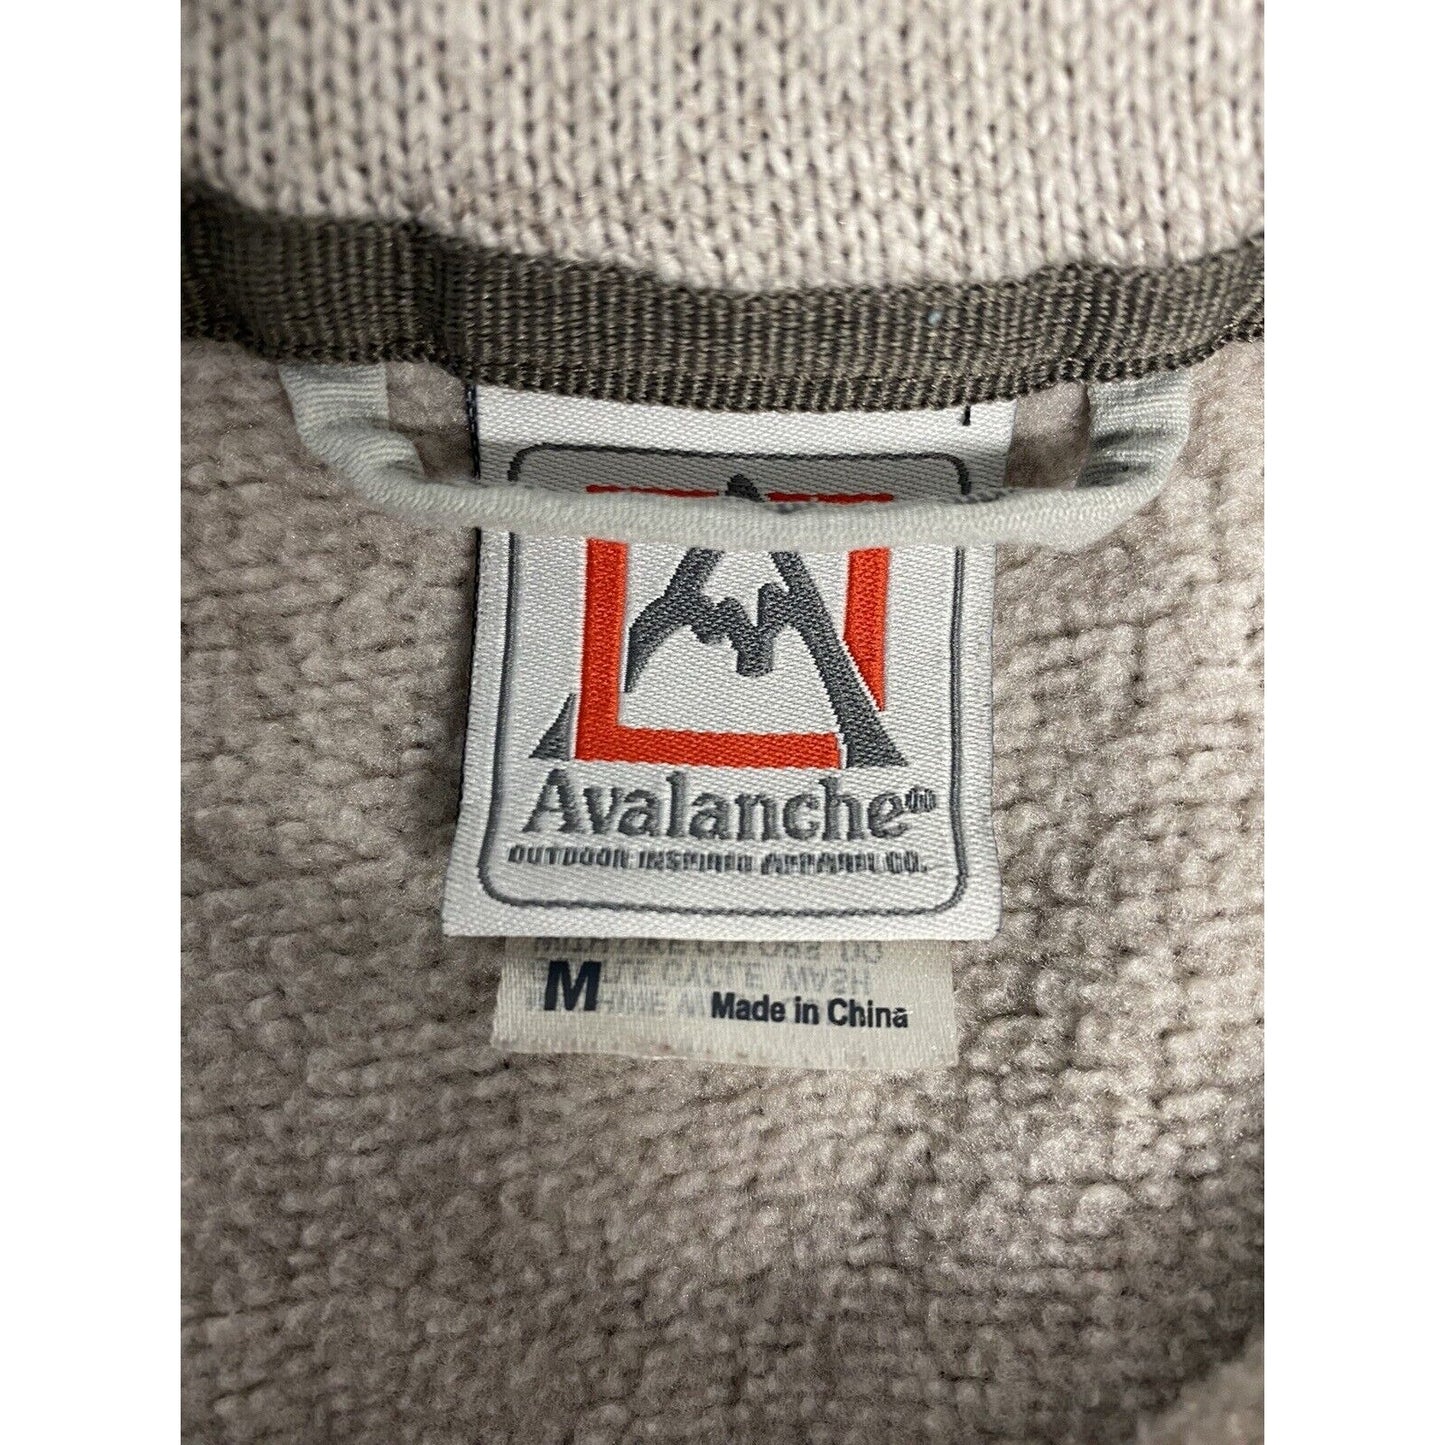 Avalanche
OUTDOOR INSPIRED APPAREL CO.
M
Made in China